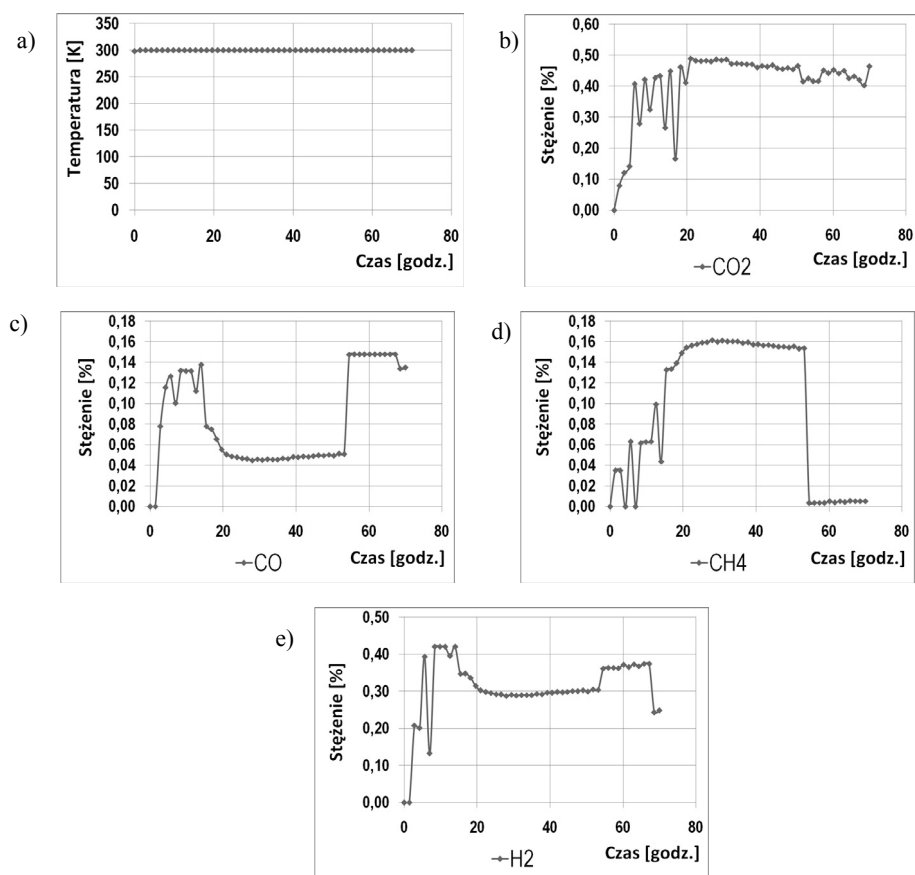 a)
Temperatura [K]
350
300
250
200
150
100
50
0
0 20 40 60 80
Czas [godz.]
b)
Stężenie [%]
0,60
0,50
0,40
0,30
0,20
0,10
0,00
0 20 40 60 80
Czas [godz.]
CO2
c)
Stężenie [%]
0,18
0,16
0,14
0,12
0,10
0,08
0,06
0,04
0,02
0,00
0 20 40 60 80
Czas [godz.]
CO
d)
Stężenie [%]
0,18
0,16
0,14
0,12
0,10
0,08
0,06
0,04
0,02
0,00
0 20 40 60 80
Czas [godz.]
CH4
e)
Stężenie [%]
0,50
0,40
0,30
0,20
0,10
0,00
0 20 40 60 80
Czas [godz.]
H2